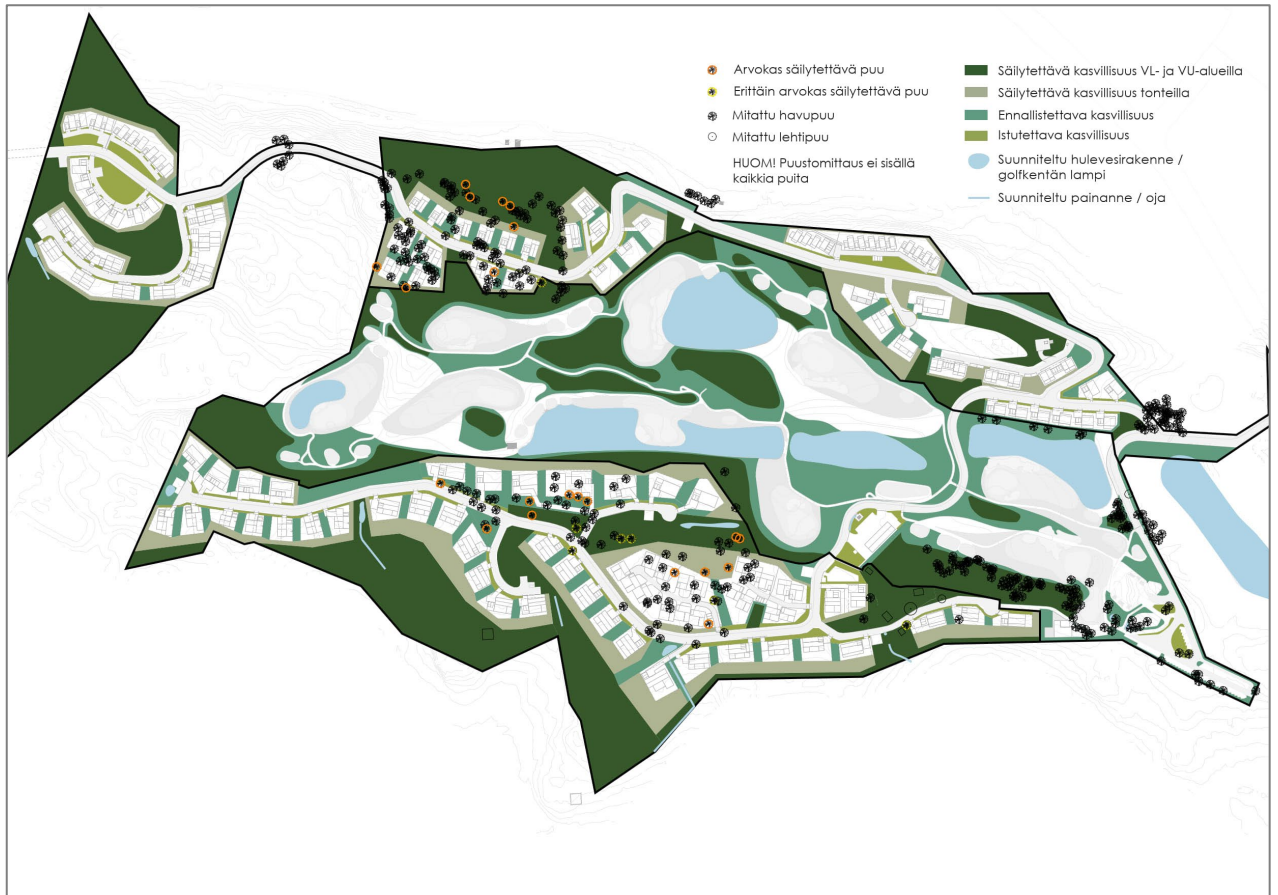 Arvokas säilytettävä puu
Erittäin arvokas säilytettävä puu
Mitattu havupuu
Mitattu lehtipuu
HUOM! Puustomittaus ei sisällä
kaikkia puita
Säilytettävä kasvillisuus VL- ja VU-alueilla
Säilytettävä kasvillisuus tonteilla
Ennallistettava kasvillisuus
Istutettava kasvillisuus
Suunniteltu hulevesirakenne /
golfkentän lampi
Suunniteltu painanne / oja